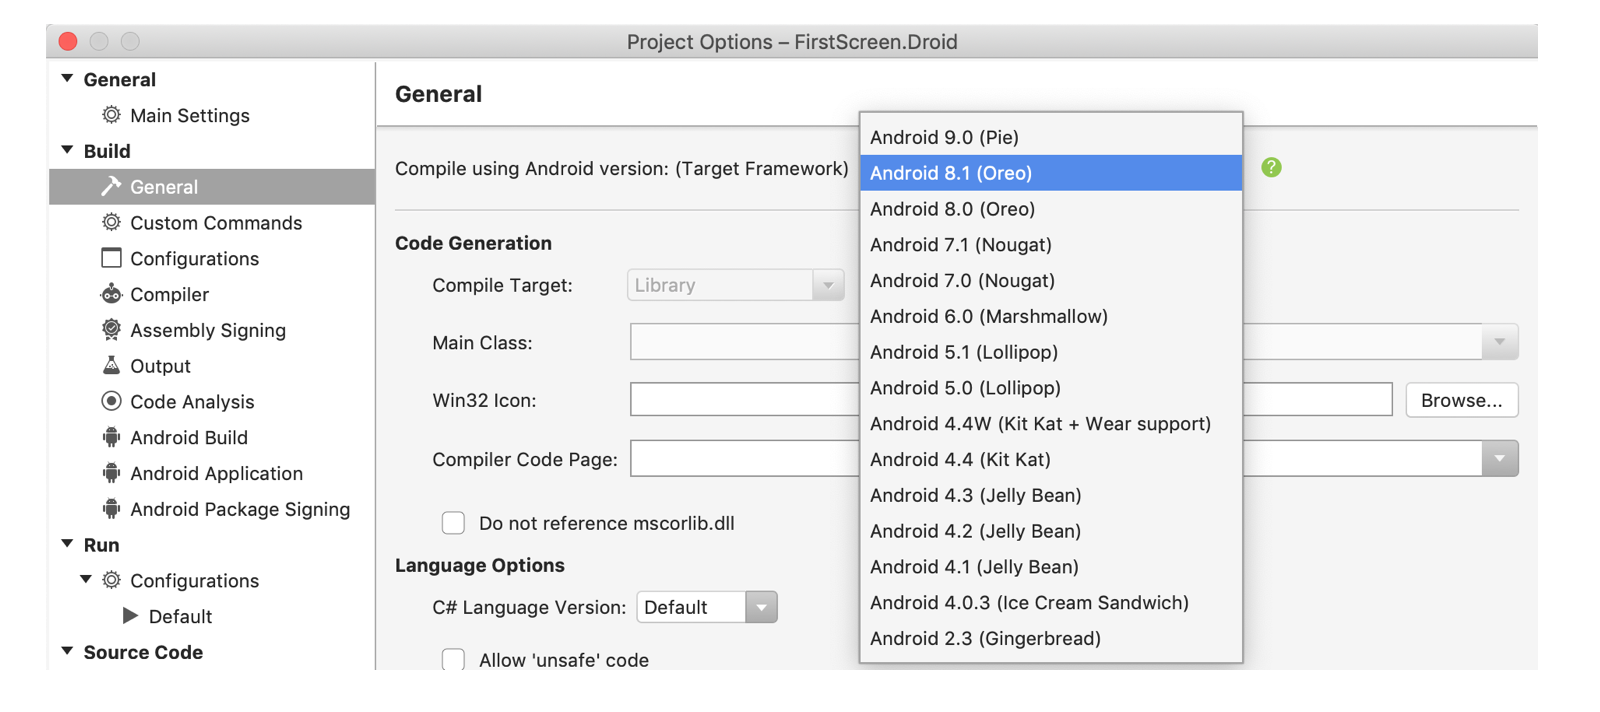 Project Options – FirstScreen.Droid
General
Main Settings
Build
General
Custom Commands
Configurations
Compiler
Assembly Signing
Output
Code Analysis
Android Build
Android Application
Android Package Signing
Run
Configurations
Default
Source Code
General
Compile using Android version: (Target Framework)
?
Code Generation
Compile Target: Library
Main Class:
Win32 Icon: Browse...
Compiler Code Page:
Do not reference mscorlib.dll
Language Options
C# Language Version: Default
Allow 'unsafe' code
Android 9.0 (Pie)
Android 8.1 (Oreo)
Android 8.0 (Oreo)
Android 7.1 (Nougat)
Android 7.0 (Nougat)
Android 6.0 (Marshmallow)
Android 5.1 (Lollipop)
Android 5.0 (Lollipop)
Android 4.4W (Kit Kat + Wear support)
Android 4.4 (Kit Kat)
Android 4.3 (Jelly Bean)
Android 4.2 (Jelly Bean)
Android 4.1 (Jelly Bean)
Android 4.0.3 (Ice Cream Sandwich)
Android 2.3 (Gingerbread)